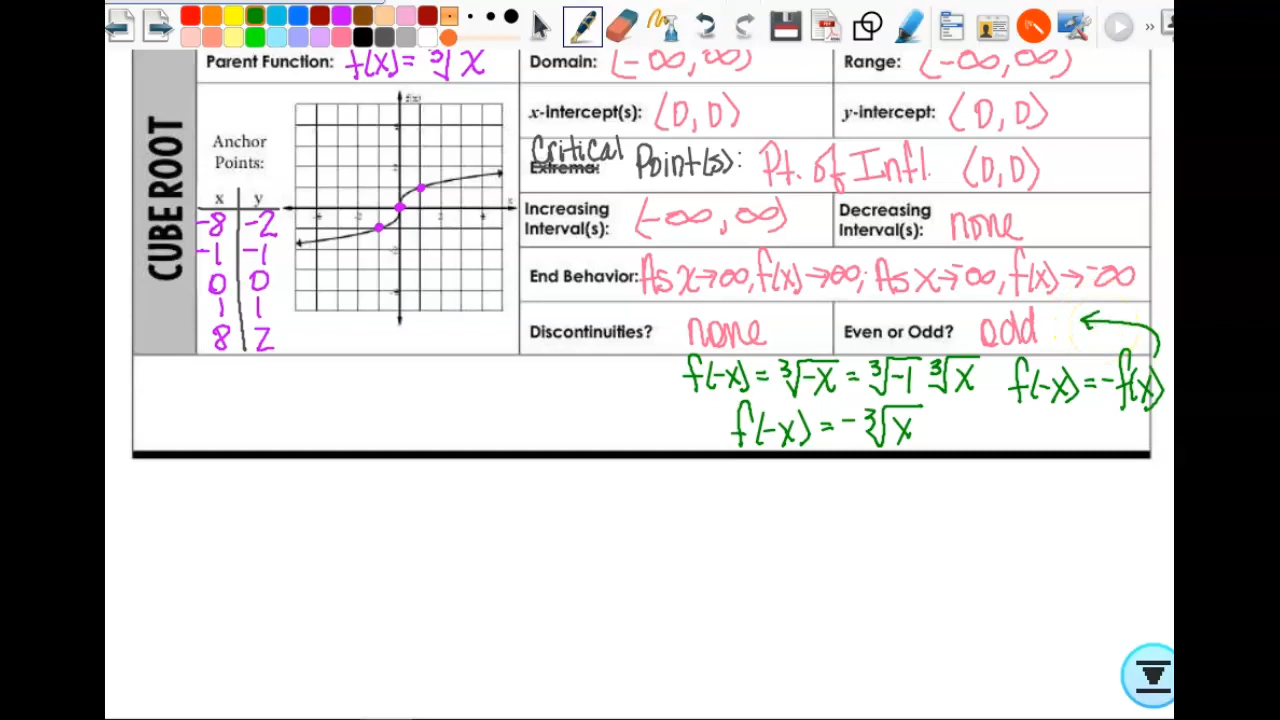 Parent Function: f(x) = ∛x
Domain: (-∞, ∞)
Range: (-∞, ∞)
CUBE ROOT
Anchor
Points:
x y
-8 -2
-1 -1
0 0
1 1
8 2
f(x)
x-intercept(s): (0, 0)
y-intercept: (0, 0)
Critical Point(s): Pt. of Infl. (0, 0)
Extrema:
Increasing
Interval(s): (-∞, ∞)
Decreasing
Interval(s): none
End Behavior: As x→∞, f(x)→∞; As x→-∞, f(x)→-∞
Discontinuities? none
Even or Odd? odd
f(-x) = ∛-x = ∛-1 ∛x f(-x) = -f(x)
f(-x) = -∛x